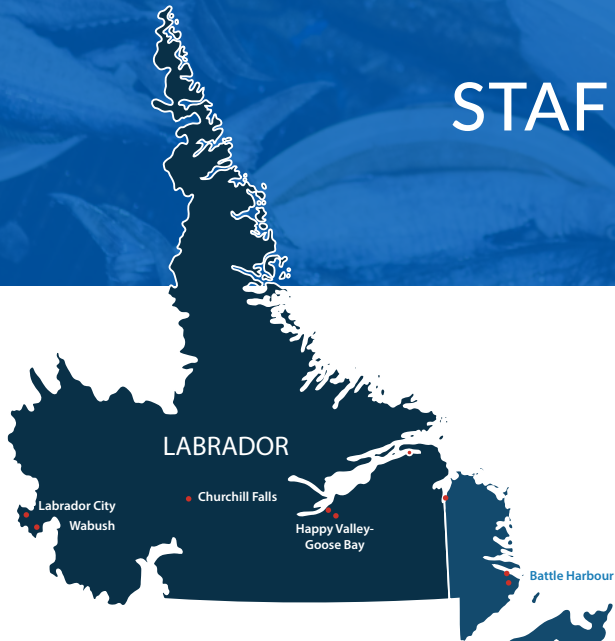 STAF
LABRADOR
Churchill Falls
Labrador City
Wabush
Happy Valley-
Goose Bay
Battle Harbour